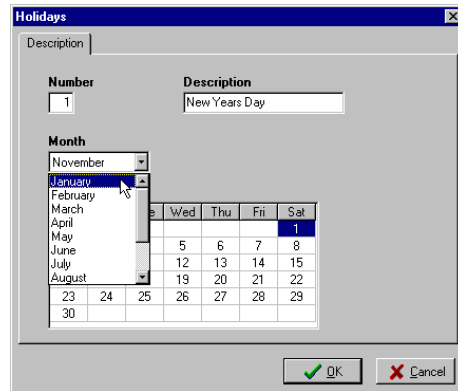 Holidays
Description
Number Description
1 New Years Day
Month
November
January
February
March
April
May
June
July
August
e Wed Thu Fri Sat
1
5 6 7 8
12 13 14 15
19 20 21 22
23 24 25 26 27 28 29
30
OK Cancel